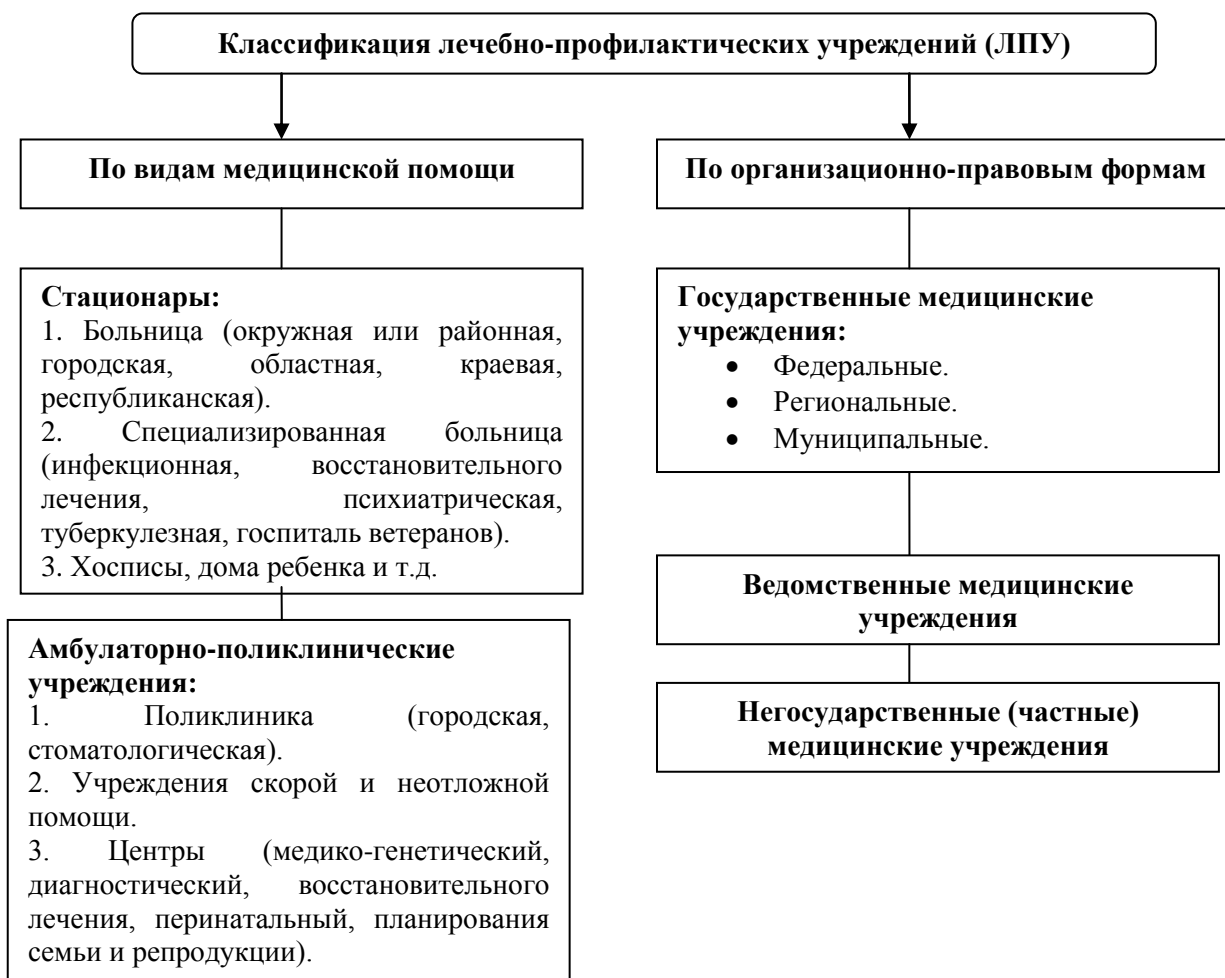 Классификация лечебно-профилактических учреждений (ЛПУ)
По видам медицинской помощи
Стационары:
1. Больница (окружная или районная,
городская, областная, краевая,
республиканская).
2. Специализированная больница
(инфекционная, восстановительного
лечения, психиатрическая,
туберкулезная, госпиталь ветеранов).
3. Хосписы, дома ребенка и т.д.
Амбулаторно-поликлинические
учреждения:
1. Поликлиника (городская,
стоматологическая).
2. Учреждения скорой и неотложной
помощи.
3. Центры (медико-генетический,
диагностический, восстановительного
лечения, перинатальный, планирования
семьи и репродукции).
По организационно-правовым формам
Государственные медицинские
учреждения:
• Федеральные.
• Региональные.
• Муниципальные.
Ведомственные медицинские
учреждения
Негосударственные (частные)
медицинские учреждения